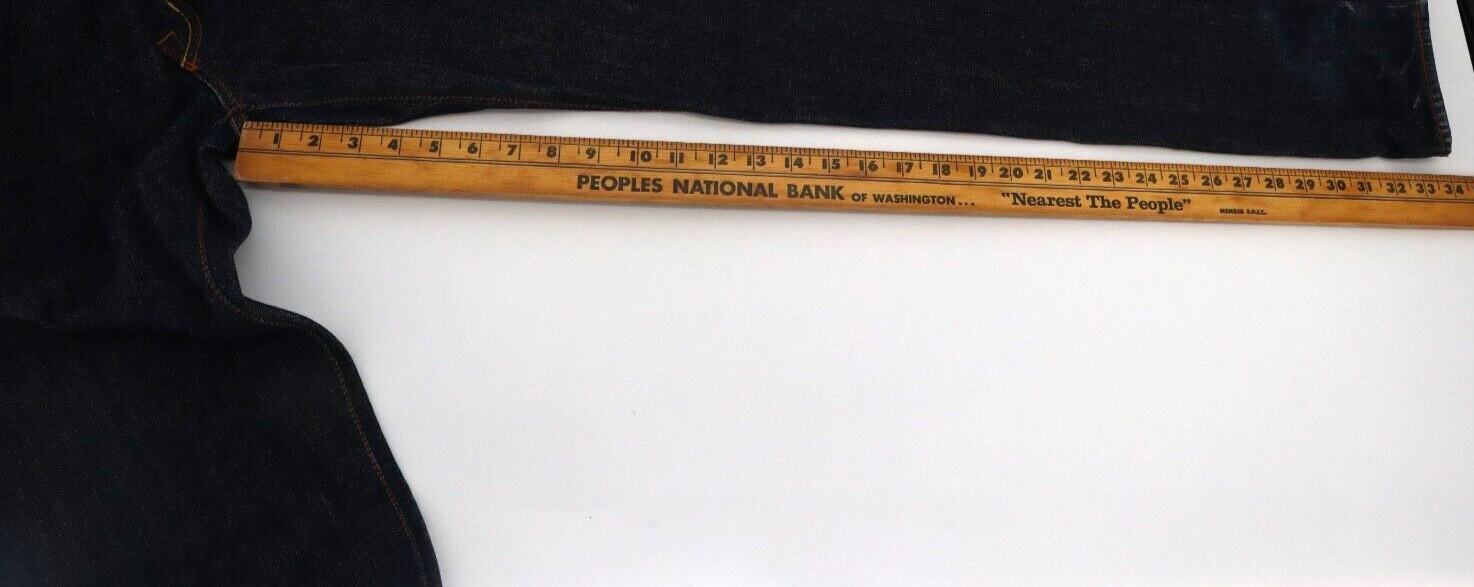 1 2 3 4 5 6 7 8 9 10 11 12 13 14 15 16 17 18 19 20 21 22 23 24 25 26 27 28 29 30 31 32 33 34
PEOPLES NATIONAL BANK OF WASHINGTON... "Nearest The People" MEMBER F.D.I.C.